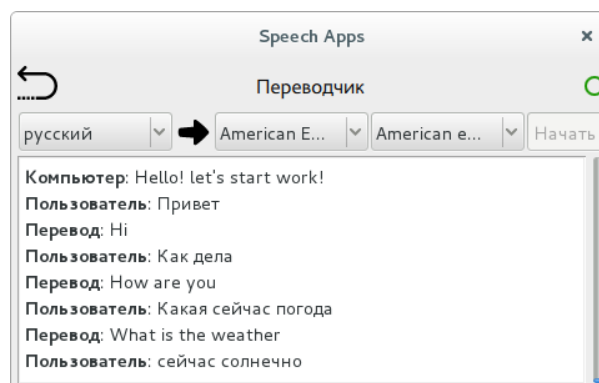 Speech Apps
Переводчик
русский American E... American e... Начать
Компьютер: Hello! let's start work!
Пользователь: Привет
Перевод: Hi
Пользователь: Как дела
Перевод: How are you
Пользователь: Какая сейчас погода
Перевод: What is the weather
Пользователь: сейчас солнечно